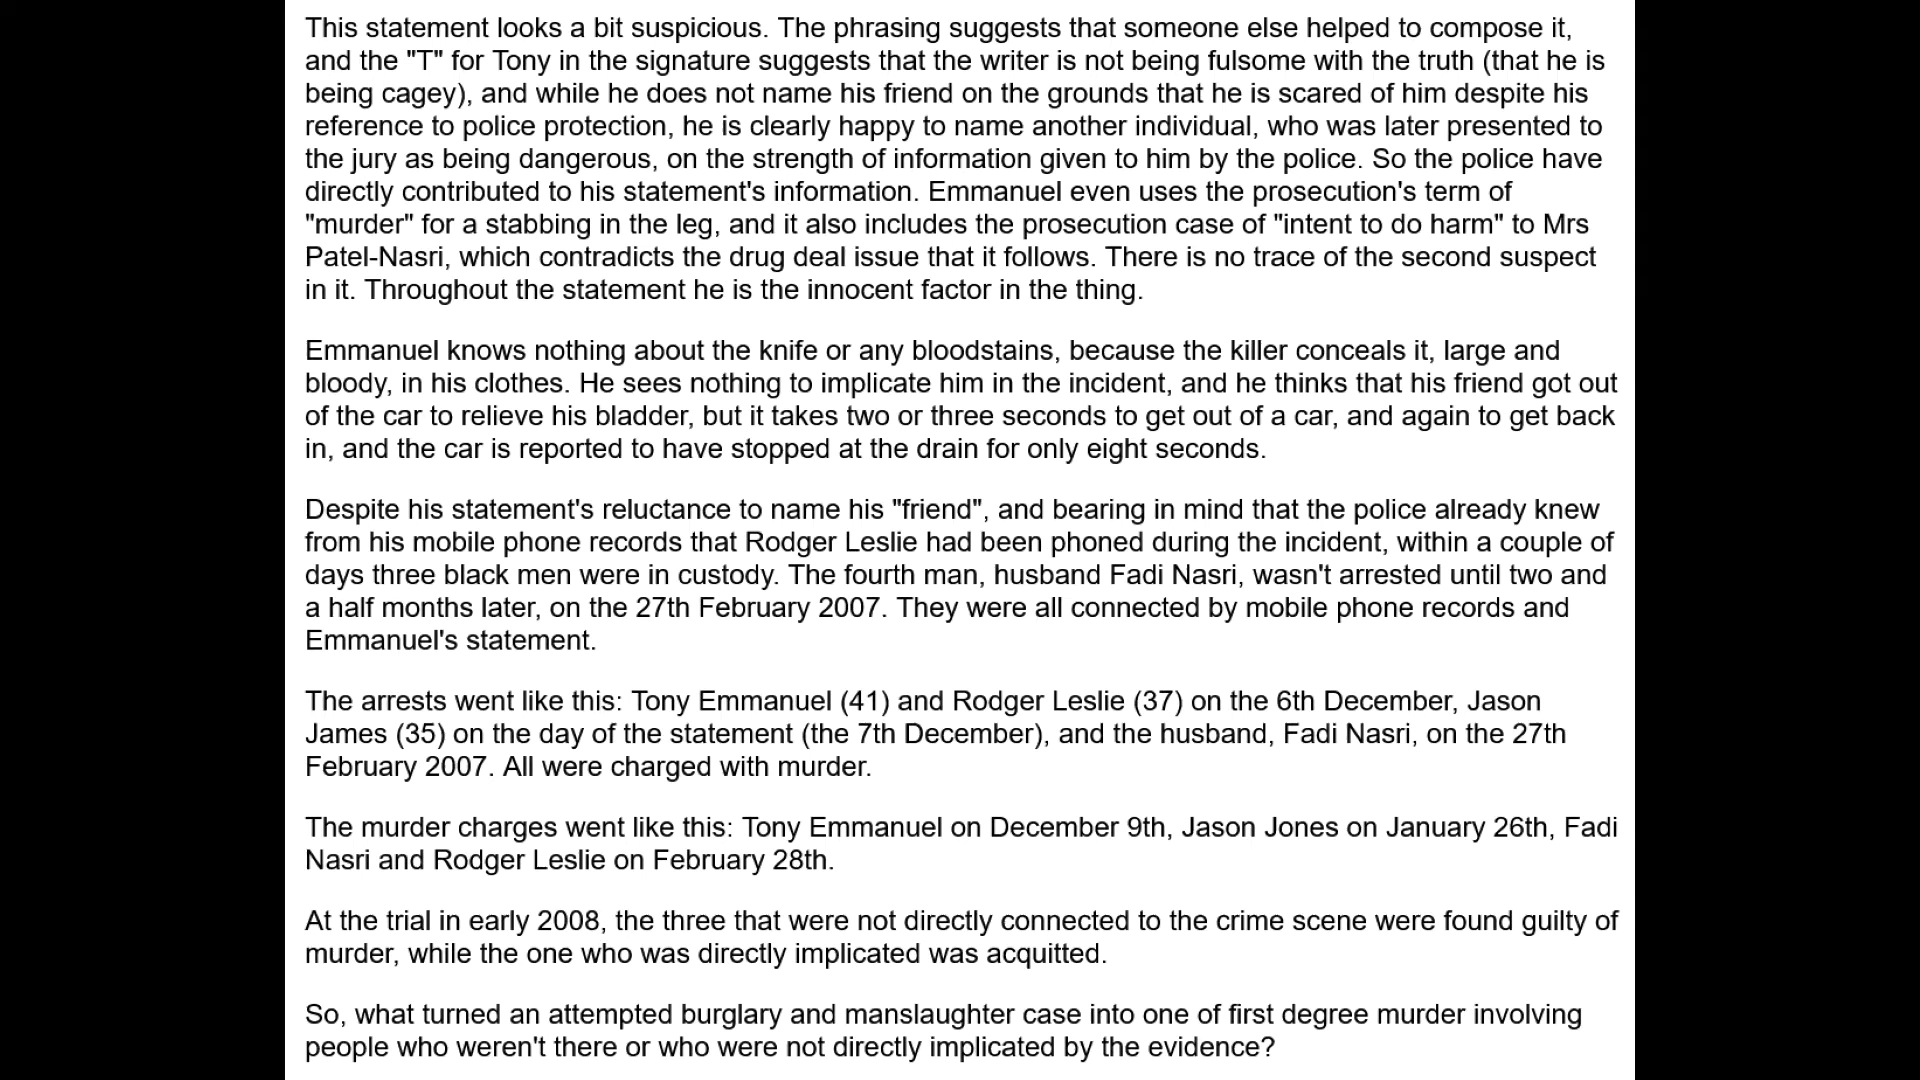 This statement looks a bit suspicious. The phrasing suggests that someone else helped to compose it,
and the "T" for Tony in the signature suggests that the writer is not being fulsome with the truth (that he is
being cagey), and while he does not name his friend on the grounds that he is scared of him despite his
reference to police protection, he is clearly happy to name another individual, who was later presented to
the jury as being dangerous, on the strength of information given to him by the police. So the police have
directly contributed to his statement's information. Emmanuel even uses the prosecution's term of
"murder" for a stabbing in the leg, and it also includes the prosecution case of "intent to do harm" to Mrs
Patel-Nasri, which contradicts the drug deal issue that it follows. There is no trace of the second suspect
in it. Throughout the statement he is the innocent factor in the thing.
Emmanuel knows nothing about the knife or any bloodstains, because the killer conceals it, large and
bloody, in his clothes. He sees nothing to implicate him in the incident, and he thinks that his friend got out
of the car to relieve his bladder, but it takes two or three seconds to get out of a car, and again to get back
in, and the car is reported to have stopped at the drain for only eight seconds.
Despite his statement's reluctance to name his "friend", and bearing in mind that the police already knew
from his mobile phone records that Rodger Leslie had been phoned during the incident, within a couple of
days three black men were in custody. The fourth man, husband Fadi Nasri, wasn't arrested until two and
a half months later, on the 27th February 2007. They were all connected by mobile phone records and
Emmanuel's statement.
The arrests went like this: Tony Emmanuel (41) and Rodger Leslie (37) on the 6th December, Jason
James (35) on the day of the statement (the 7th December), and the husband, Fadi Nasri, on the 27th
February 2007. All were charged with murder.
The murder charges went like this: Tony Emmanuel on December 9th, Jason Jones on January 26th, Fadi
Nasri and Rodger Leslie on February 28th.
At the trial in early 2008, the three that were not directly connected to the crime scene were found guilty of
murder, while the one who was directly implicated was acquitted.
So, what turned an attempted burglary and manslaughter case into one of first degree murder involving
people who weren't there or who were not directly implicated by the evidence?